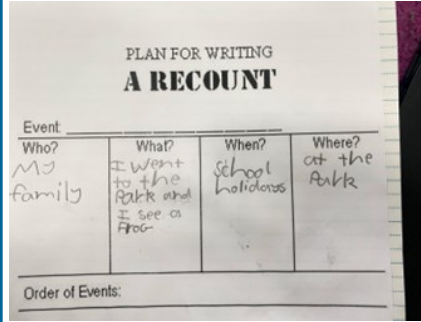 PLAN FOR WRITING
A RECOUNT
Event
Who?
My
family
What?
I went
to the
Park and
I see a
Frog
When?
School
holidays
Where?
at the
Park
Order of Events: